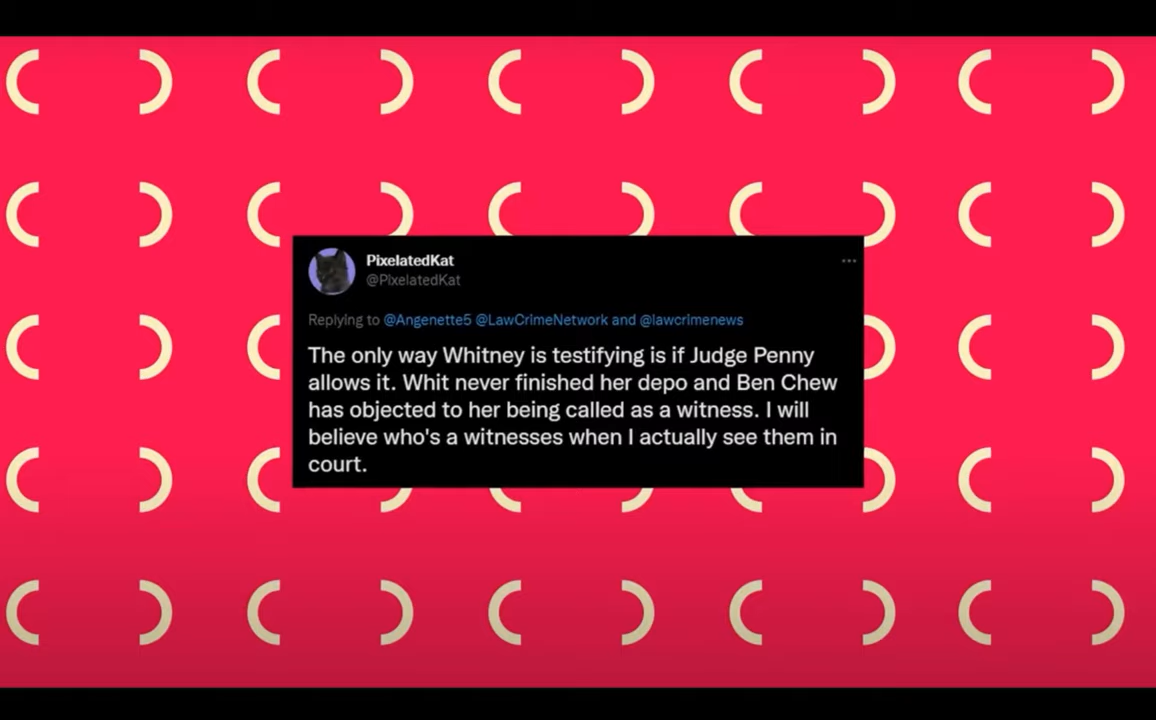 PixelatedKat
@PixelatedKat
Replying to @Angenette5 @LawCrimeNetwork and @lawcrimenews
The only way Whitney is testifying is if Judge Penny
allows it. Whit never finished her depo and Ben Chew
has objected to her being called as a witness. I will
believe who's a witnesses when I actually see them in
court.